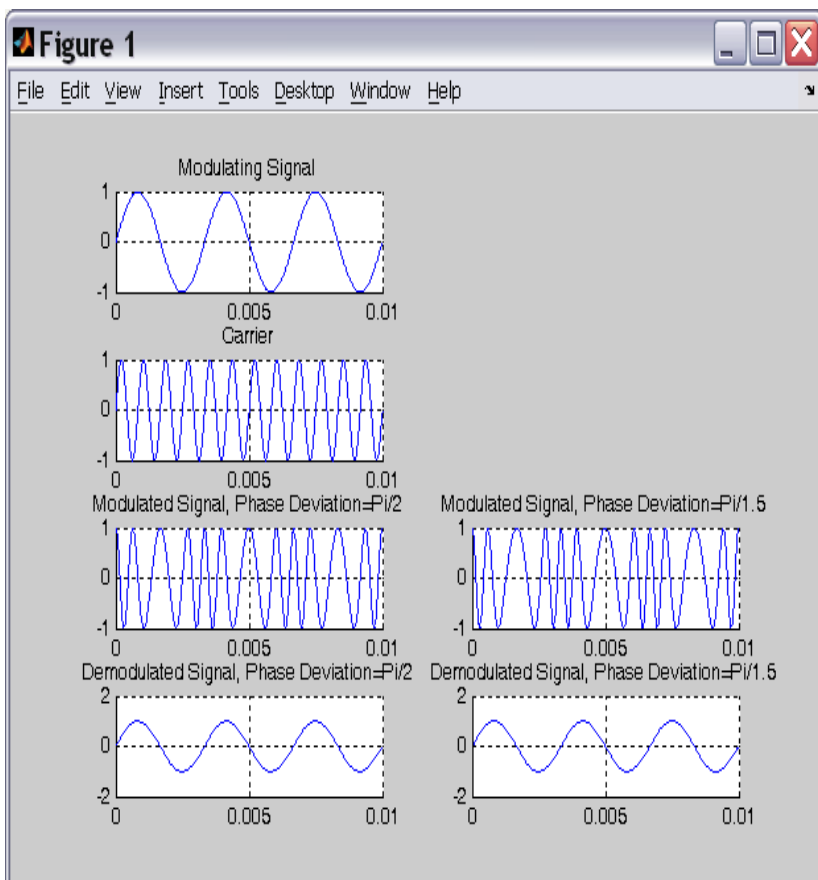 Figure 1
File Edit View Insert Tools Desktop Window Help
Modulating Signal
1
0
-1
0 0.005 0.01
Carrier
1
0
-1
0 0.005 0.01
Modulated Signal, Phase Deviation=Pi/2
1
0
-1
0 0.005 0.01
Modulated Signal, Phase Deviation=Pi/1.5
1
0
-1
0 0.005 0.01
Demodulated Signal, Phase Deviation=Pi/2
2
0
-2
0 0.005 0.01
Demodulated Signal, Phase Deviation=Pi/1.5
2
0
-2
0 0.005 0.01